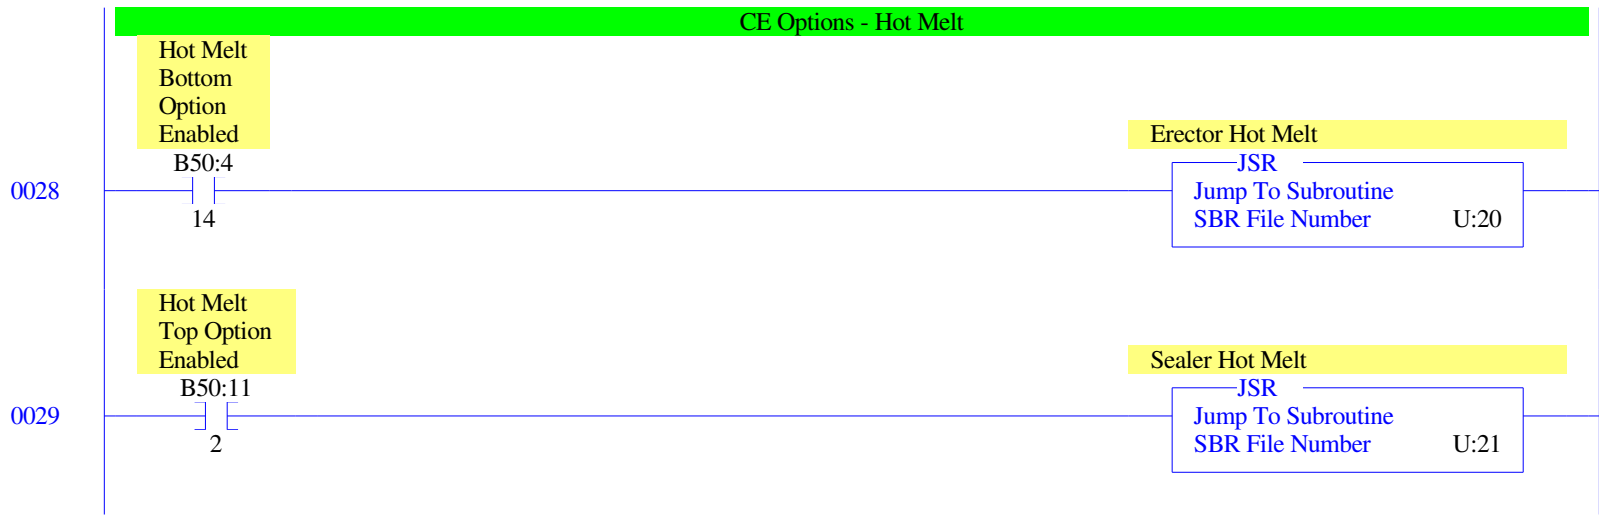 CE Options - Hot Melt
Hot Melt
Bottom
Option
Enabled
B50:4
14
0028
Erector Hot Melt
JSR
Jump To Subroutine
SBR File Number U:20
Hot Melt
Top Option
Enabled
B50:11
2
0029
Sealer Hot Melt
JSR
Jump To Subroutine
SBR File Number U:21